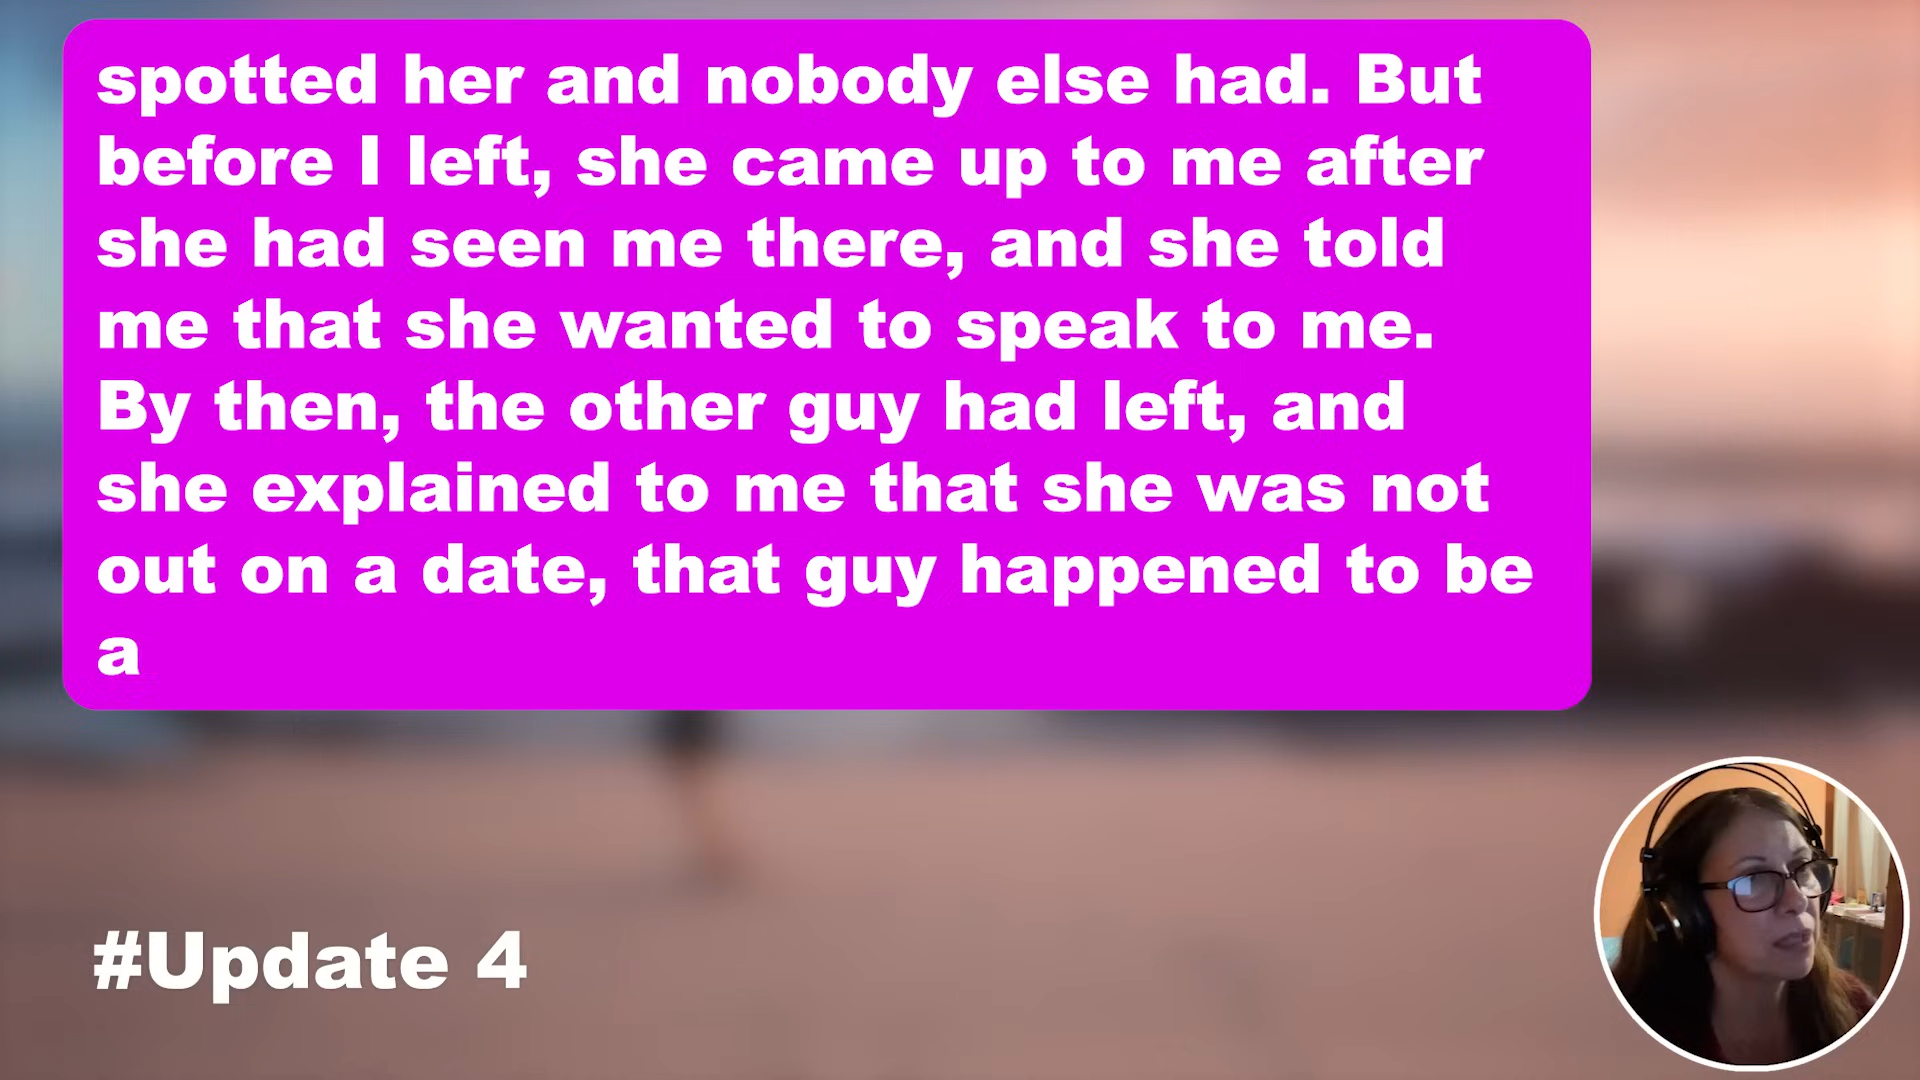 spotted her and nobody else had. But
before I left, she came up to me after
she had seen me there, and she told
me that she wanted to speak to me.
By then, the other guy had left, and
she explained to me that she was not
out on a date, that guy happened to be
a
#Update 4